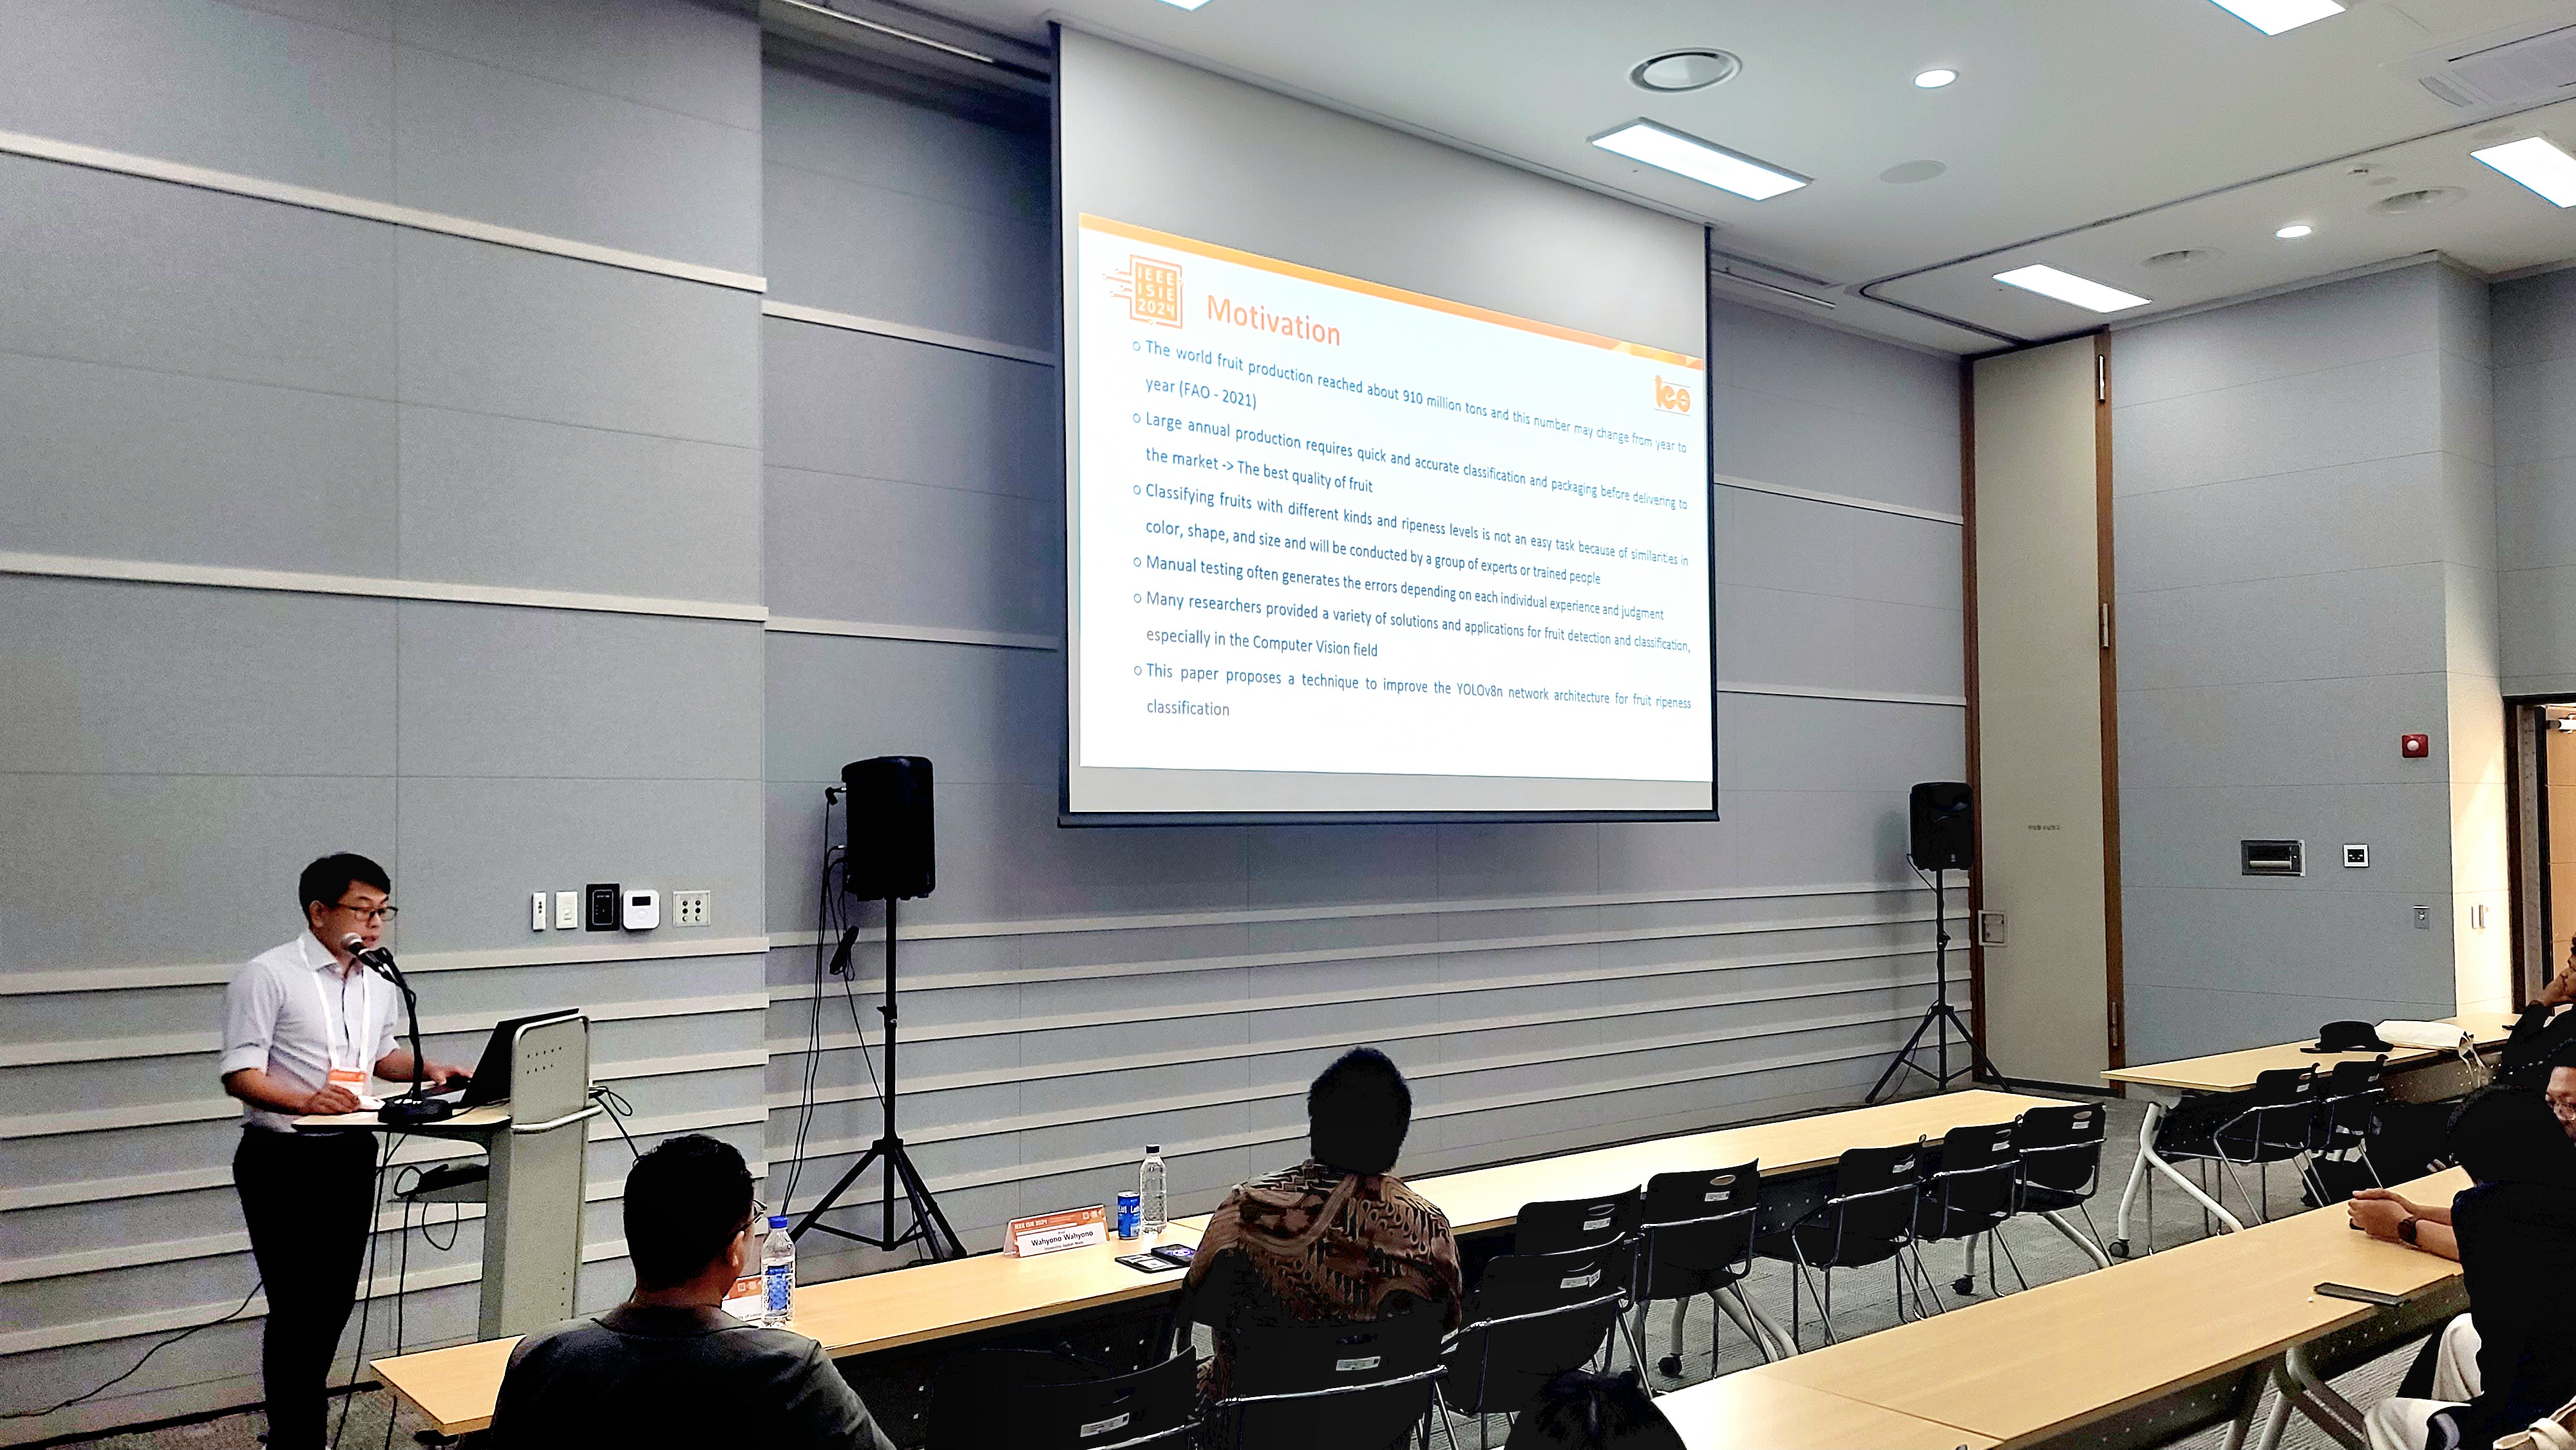 IEEE
ISIE
2024
Motivation
ies
○ The world fruit production reached about 910 million tons and this number may change from year to
year (FAO - 2021)
○ Large annual production requires quick and accurate classification and packaging before delivering to
the market -> The best quality of fruit
○ Classifying fruits with different kinds and ripeness levels is not an easy task because of similarities in
color, shape, and size and will be conducted by a group of experts or trained people
○ Manual testing often generates the errors depending on each individual experience and judgment
○ Many researchers provided a variety of solutions and applications for fruit detection and classification,
especially in the Computer Vision field
○ This paper proposes a technique to improve the YOLOv8n network architecture for fruit ripeness
classification
IEEE ISIE 2024
Wahyono Wahyono